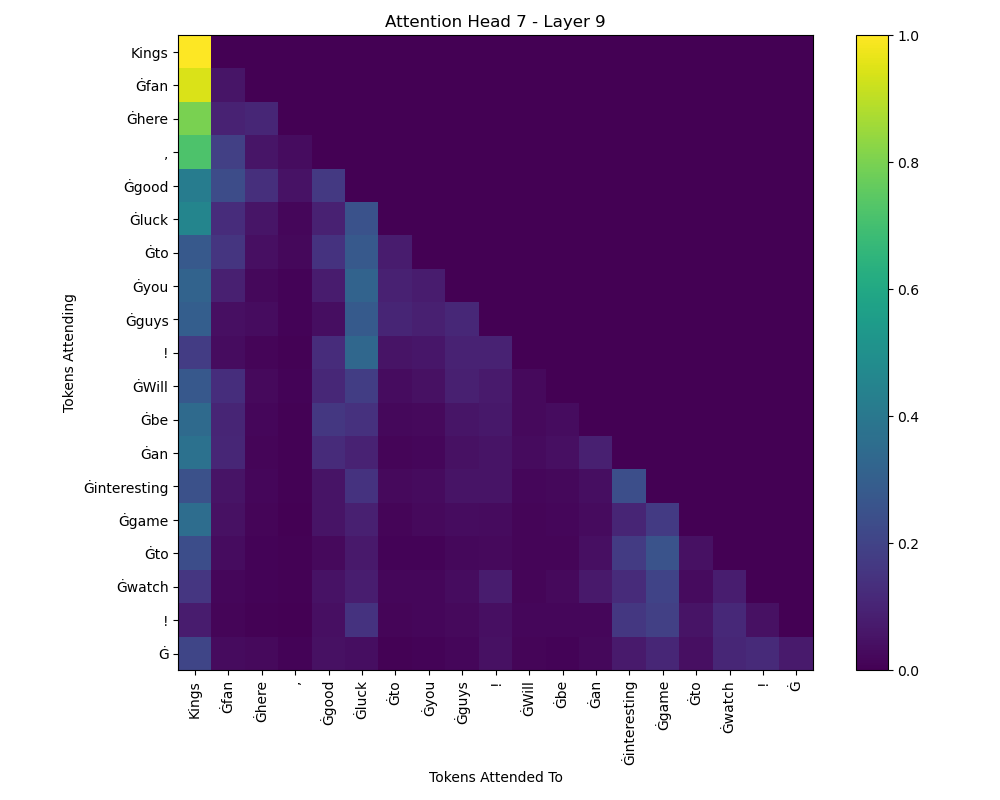 Attention Head 7 - Layer 9
Tokens Attending
Kings
Ġfan
Ġhere
,
Ġgood
Ġluck
Ġto
Ġyou
Ġguys
!
ĠWill
Ġbe
Ġan
Ġinteresting
Ġgame
Ġto
Ġwatch
!
Ġ
Kings
Ġfan
Ġhere
,
Ġgood
Ġluck
Ġto
Ġyou
Ġguys
!
ĠWill
Ġbe
Ġan
Ġinteresting
Ġgame
Ġto
Ġwatch
!
Ġ
Tokens Attended To
1.0
0.8
0.6
0.4
0.2
0.0